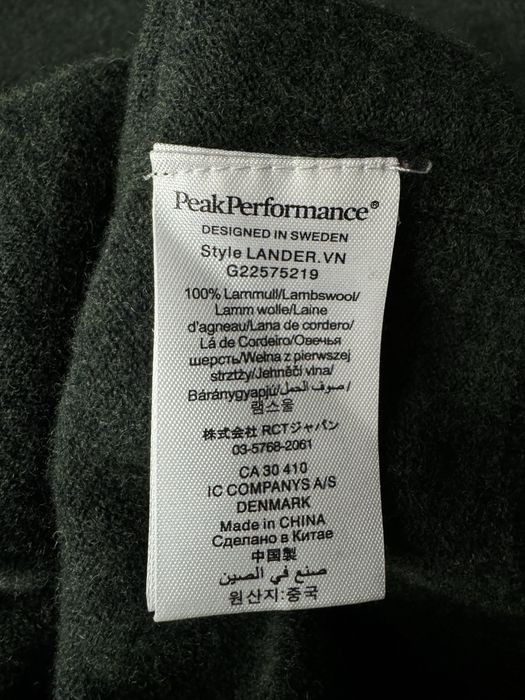 PeakPerformance®
DESIGNED IN SWEDEN
Style LANDER.VN
G22575219
100% Lammull/Lambswool/
Lamm wolle/Laine
d'agneau/Lana de cordero/
Lã de Cordeiro/Овечья
шерсть/Wełna z pierwszej
strztży/Jehněčí vlna/
Báránygyapjú/صوف الحمل/
램스울
株式会社 RCTジャパン
03-5768-2061
CA 30 410
IC COMPANYS A/S
DENMARK
Made in CHINA
Сделано в Китае
中国製
صنع في الصين
원산지:중국